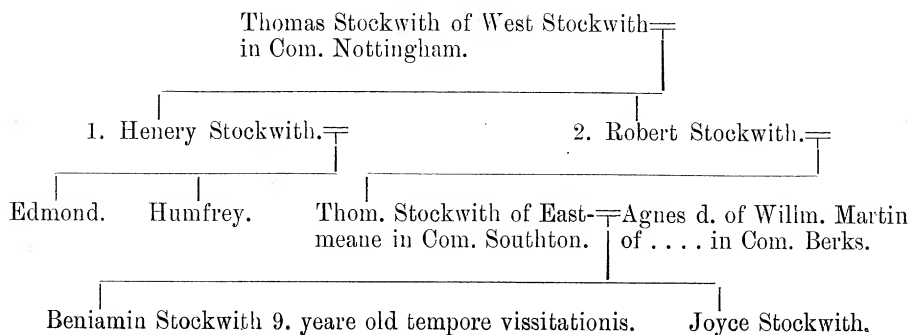 Thomas Stockwith of West Stockwith
in Com. Nottingham.
1. Henery Stockwith.
2. Robert Stockwith.
Edmond.
Humfrey.
Thom. Stockwith of East-
meane in Com. Southton.
Agnes d. of Willm. Martin
of . . . . in Com. Berks.
Beniamin Stockwith 9. yeare old tempore vissitationis.
Joyce Stockwith.